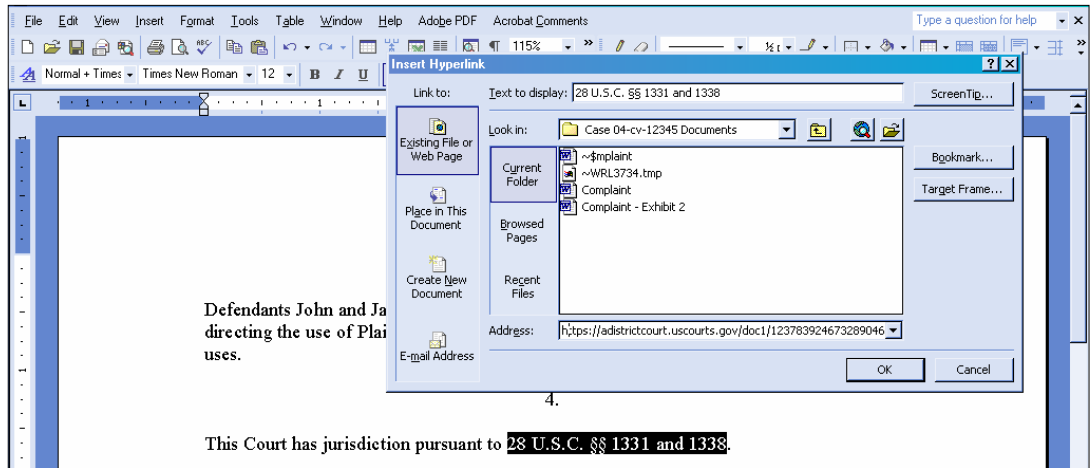 File Edit View Insert Format Tools Table Window Help Adobe PDF Acrobat Comments Type a question for help
115%
Normal + Times Times New Roman 12 B I U
Insert Hyperlink
Link to: Text to display: 28 U.S.C. §§ 1331 and 1338 ScreenTip...
Existing File or Web Page
Look in: Case 04-cv-12345 Documents
Current Folder
~$mplaint
~WRL3734.tmp
Complaint
Complaint - Exhibit 2
Bookmark...
Target Frame...
Place in This Document
Browsed Pages
Create New Document
Recent Files
Address: https://adistrictcourt.uscourts.gov/doc1/123783924673289046
E-mail Address
OK Cancel
Defendants John and Ja
directing the use of Plai
uses.
4.
This Court has jurisdiction pursuant to 28 U.S.C. §§ 1331 and 1338.